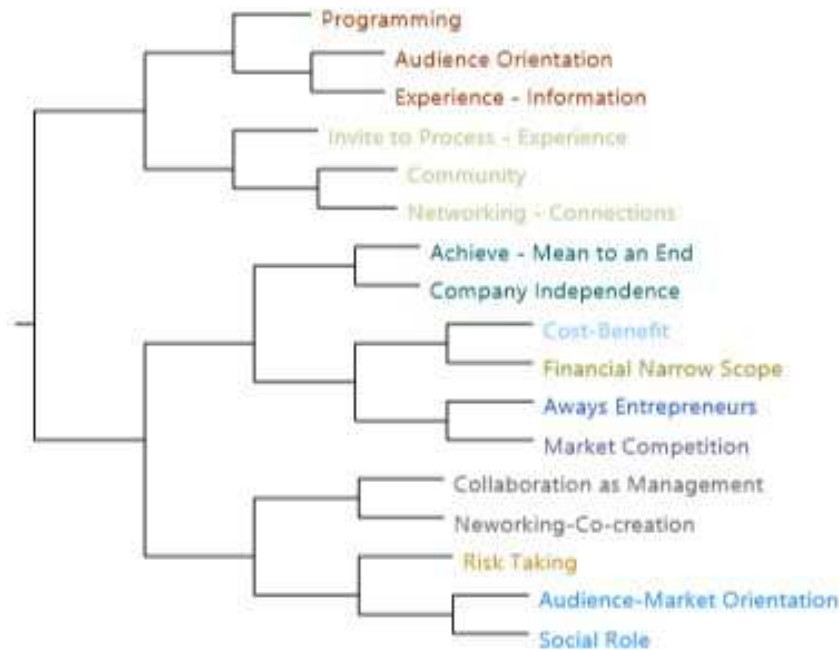 Programming
Audience Orientation
Experience - Information
Invite to Process - Experience
Community
Networking - Connections
Achieve - Mean to an End
Company Independence
Cost-Benefit
Financial Narrow Scope
Aways Entrepreneurs
Market Competition
Collaboration as Management
Neworking-Co-creation
Risk Taking
Audience-Market Orientation
Social Role